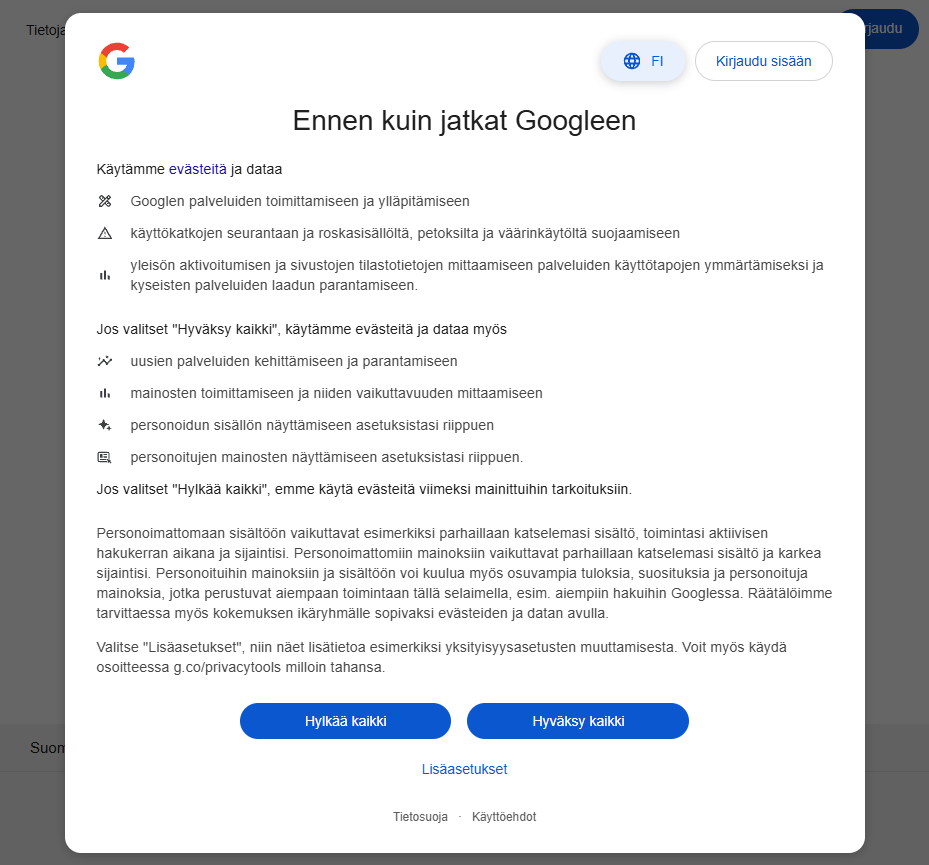 Tietoja
rjaudu
FI
Kirjaudu sisään
Ennen kuin jatkat Googleen
Käytämme evästeitä ja dataa
Googlen palveluiden toimittamiseen ja ylläpitämiseen
käyttökatkojen seurantaan ja roskasisällöltä, petoksilta ja väärinkäytöltä suojaamiseen
yleisön aktivoitumisen ja sivustojen tilastotietojen mittaamiseen palveluiden käyttötapojen ymmärtämiseksi ja
kyseisten palveluiden laadun parantamiseen.
Jos valitset "Hyväksy kaikki", käytämme evästeitä ja dataa myös
uusien palveluiden kehittämiseen ja parantamiseen
mainosten toimittamiseen ja niiden vaikuttavuuden mittaamiseen
personoidun sisällön näyttämiseen asetuksistasi riippuen
personoitujen mainosten näyttämiseen asetuksistasi riippuen.
Jos valitset "Hylkää kaikki", emme käytä evästeitä viimeksi mainittuihin tarkoituksiin.
Personoimattomaan sisältöön vaikuttavat esimerkiksi parhaillaan katselemasi sisältö, toimintasi aktiivisen
hakukerran aikana ja sijaintisi. Personoimattomiin mainoksiin vaikuttavat parhaillaan katselemasi sisältö ja karkea
sijaintisi. Personoituihin mainoksiin ja sisältöön voi kuulua myös osuvampia tuloksia, suosituksia ja personoituja
mainoksia, jotka perustuvat aiempaan toimintaan tällä selaimella, esim. aiempiin hakuihin Googlessa. Räätälöimme
tarvittaessa myös kokemuksen ikäryhmälle sopivaksi evästeiden ja datan avulla.
Valitse "Lisäasetukset", niin näet lisätietoa esimerkiksi yksityisyysasetusten muuttamisesta. Voit myös käydä
osoitteessa g.co/privacytools milloin tahansa.
Hylkää kaikki
Hyväksy kaikki
Suom
Lisäasetukset
Tietosuoja · Käyttöehdot